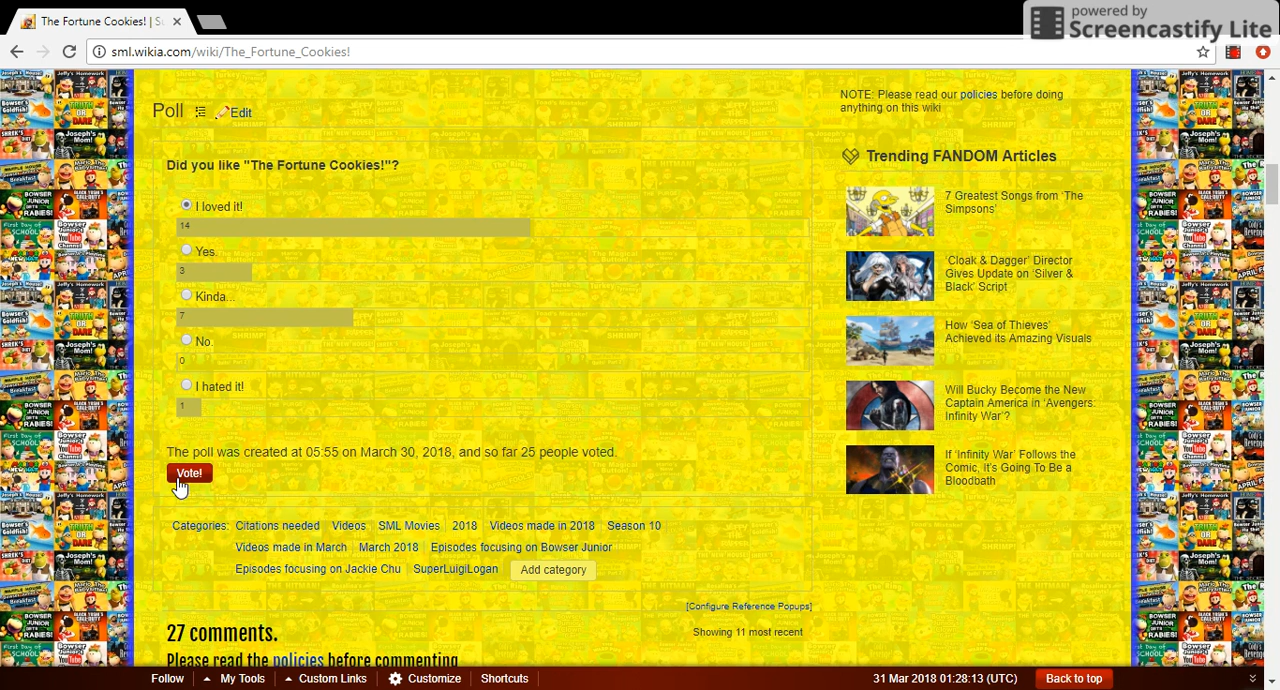 powered by
Screencastify Lite
The Fortune Cookies! | Su
sml.wikia.com/wiki/The_Fortune_Cookies!
Poll
Edit
NOTE: Please read our policies before doing
anything on this wiki
Did you like "The Fortune Cookies!"?
I loved it!
14
Yes.
3
Kinda...
7
No.
0
I hated it!
1
The poll was created at 05:55 on March 30, 2018, and so far 25 people voted.
Vote!
Trending FANDOM Articles
7 Greatest Songs from 'The
Simpsons'
'Cloak & Dagger' Director
Gives Update on 'Silver &
Black' Script
How 'Sea of Thieves'
Achieved its Amazing Visuals
Will Bucky Become the New
Captain America in 'Avengers:
Infinity War'?
If 'Infinity War' Follows the
Comic, It's Going To Be a
Bloodbath
Categories: Citations needed Videos SML Movies 2018 Videos made in 2018 Season 10
Videos made in March March 2018 Episodes focusing on Bowser Junior
Episodes focusing on Jackie Chu SuperLuigiLogan Add category
[Configure Reference Popups]
27 comments.
Showing 11 most recent
Please read the policies before commenting
Follow My Tools Custom Links Customize Shortcuts 31 Mar 2018 01:28:13 (UTC) Back to top